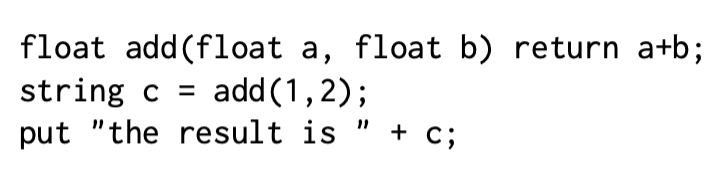 float add(float a, float b) return a+b;
string c = add(1,2);
put "the result is " + c;